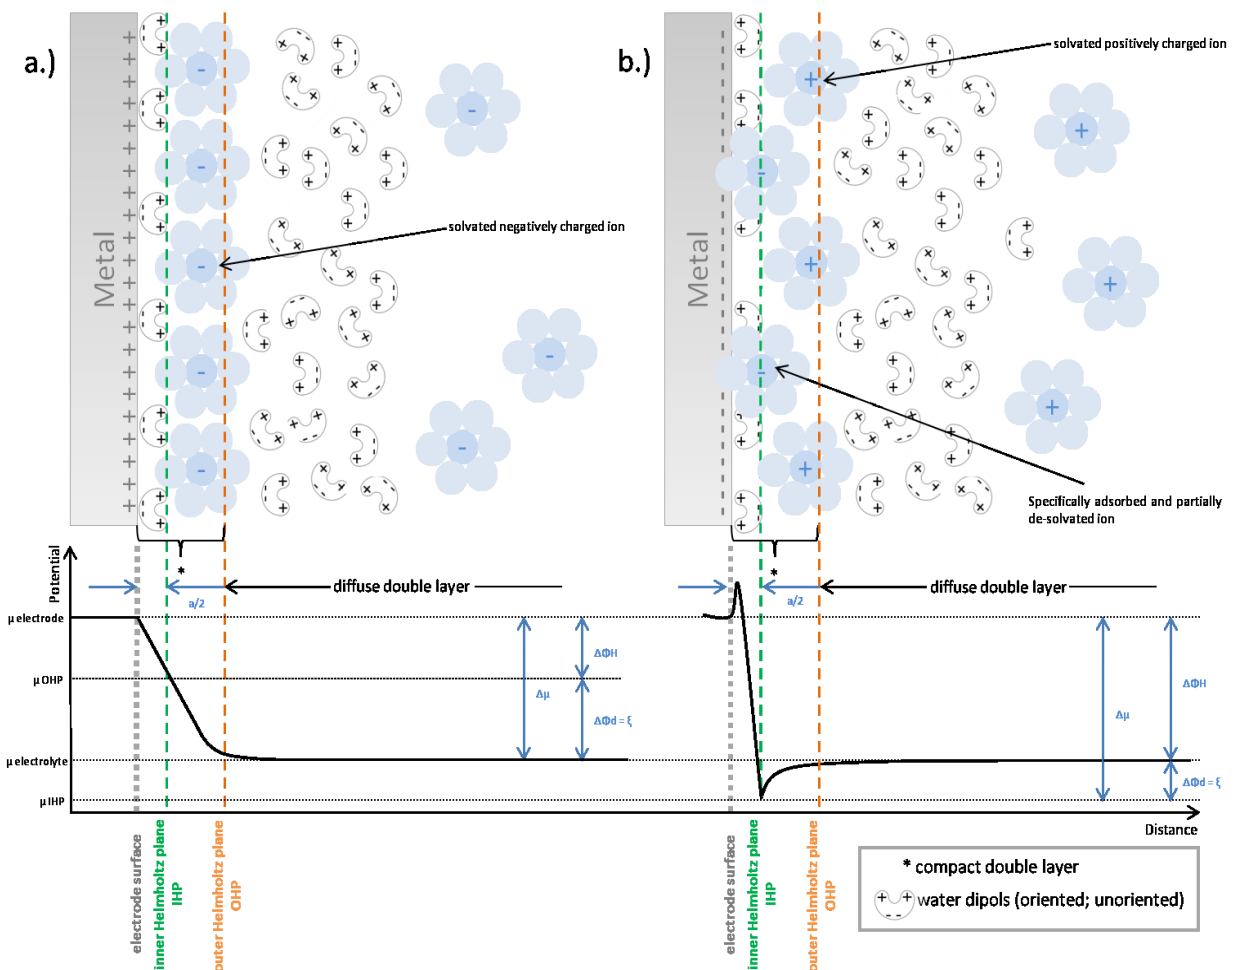 a.)
b.)
Metal
Metal
solvated negatively charged ion
solvated positively charged ion
Specifically adsorbed and partially
de-solvated ion
Potential
*
a/2
diffuse double layer
*
a/2
diffuse double layer
μ electrode
μ OHP
μ electrolyte
μ IHP
Δμ
ΔΦH
ΔΦd = ξ
Δμ
ΔΦH
ΔΦd = ξ
Distance
electrode surface
inner Helmholtz plane
IHP
outer Helmholtz plane
OHP
electrode surface
inner Helmholtz plane
IHP
outer Helmholtz plane
OHP
* compact double layer
water dipols (oriented; unoriented)